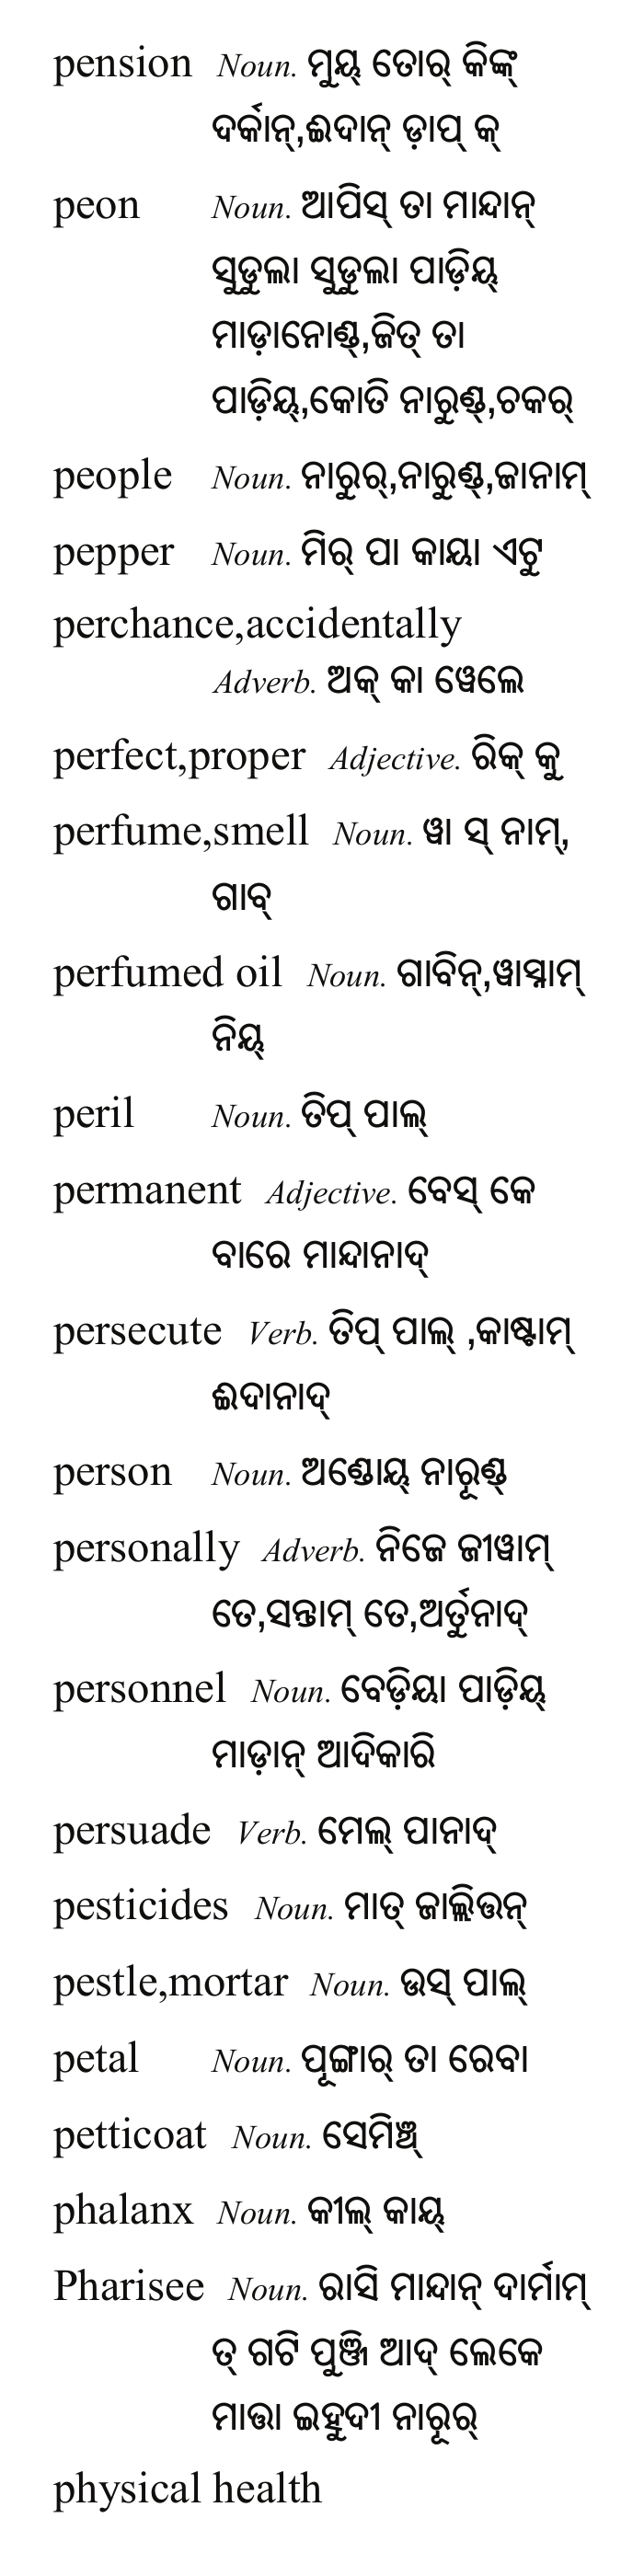 pension Noun. ମୁୟ୍ ତୋର୍ କିଙ୍କ୍
ଦର୍କାନ୍,ଈଦାନ୍ ଡ଼ାପ୍ କ୍
peon Noun. ଆପିସ୍ ତା ମାନ୍ଦାନ୍
ସୁଡୁଲା ସୁଡୁଲା ପାଡ଼ିୟ୍
ମାଡ଼ାନୋଣ୍ଡ୍,ଜିତ୍ ତା
ପାଡ଼ିୟ୍,କୋତି ନାରୁଣ୍ଡ୍,ଚକର୍
people Noun. ନାରୁର୍,ନାରୁଣ୍ଡ୍,ଜାନାମ୍
pepper Noun. ମିର୍ ପା କାୟା ଏଟୁ
perchance,accidentally
Adverb. ଅକ୍ କା ୱେଲେ
perfect,proper Adjective. ରିକ୍ କୁ
perfume,smell Noun. ୱା ସ୍ ନାମ୍,
ଗାବ୍
perfumed oil Noun. ଗାବିନ୍,ୱାସ୍ନାମ୍
ନିୟ୍
peril Noun. ତିପ୍ ପାଲ୍
permanent Adjective. ବେସ୍ କେ
ବାରେ ମାନ୍ଦାନାଦ୍
persecute Verb. ତିପ୍ ପାଲ୍ ,କାଷ୍ଟାମ୍
ଈଦାନାଦ୍
person Noun. ଅଣ୍ଡୋୟ୍ ନାରୂଣ୍ଡ୍
personally Adverb. ନିଜେ ଜୀୱାମ୍
ତେ,ସନ୍ତାମ୍ ତେ,ଅର୍ତୁନାଦ୍
personnel Noun. ବେଡ଼ିୟା ପାଡ଼ିୟ୍
ମାଡ଼ାନ୍ ଆଦିକାରି
persuade Verb. ମେଲ୍ ପାନାଦ୍
pesticides Noun. ମାତ୍ ଜାଲ୍ଲିତ୍ତନ୍
pestle,mortar Noun. ଉସ୍ ପାଲ୍
petal Noun. ପୂଙ୍ଗାର୍ ତା ରେବା
petticoat Noun. ସେମିଞ୍ଜ୍
phalanx Noun. କୀଲ୍ କାୟ୍
Pharisee Noun. ରାସି ମାନ୍ଦାନ୍ ଦାର୍ମାମ୍
ତ୍ ଗଟି ପୁଞ୍ଜି ଆଦ୍ ଲେକେ
ମାତ୍ତା ଇହୁଦୀ ନାରୂର୍
physical health